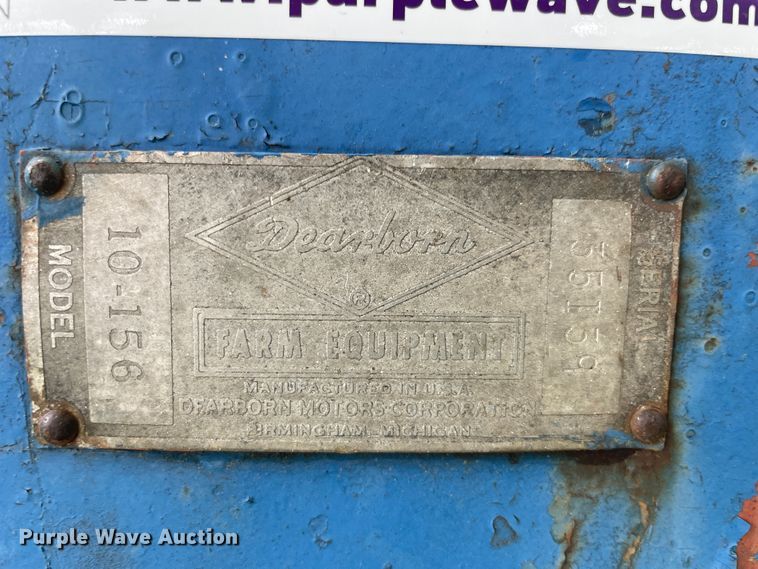 www.purplewave.com
MODEL
10-156
Dearborn
®
FARM EQUIPMENT
MANUFACTURED IN U.S.A.
DEARBORN MOTORS CORPORATION
BIRMINGHAM, MICHIGAN
SERIAL
35159
Purple Wave Auction